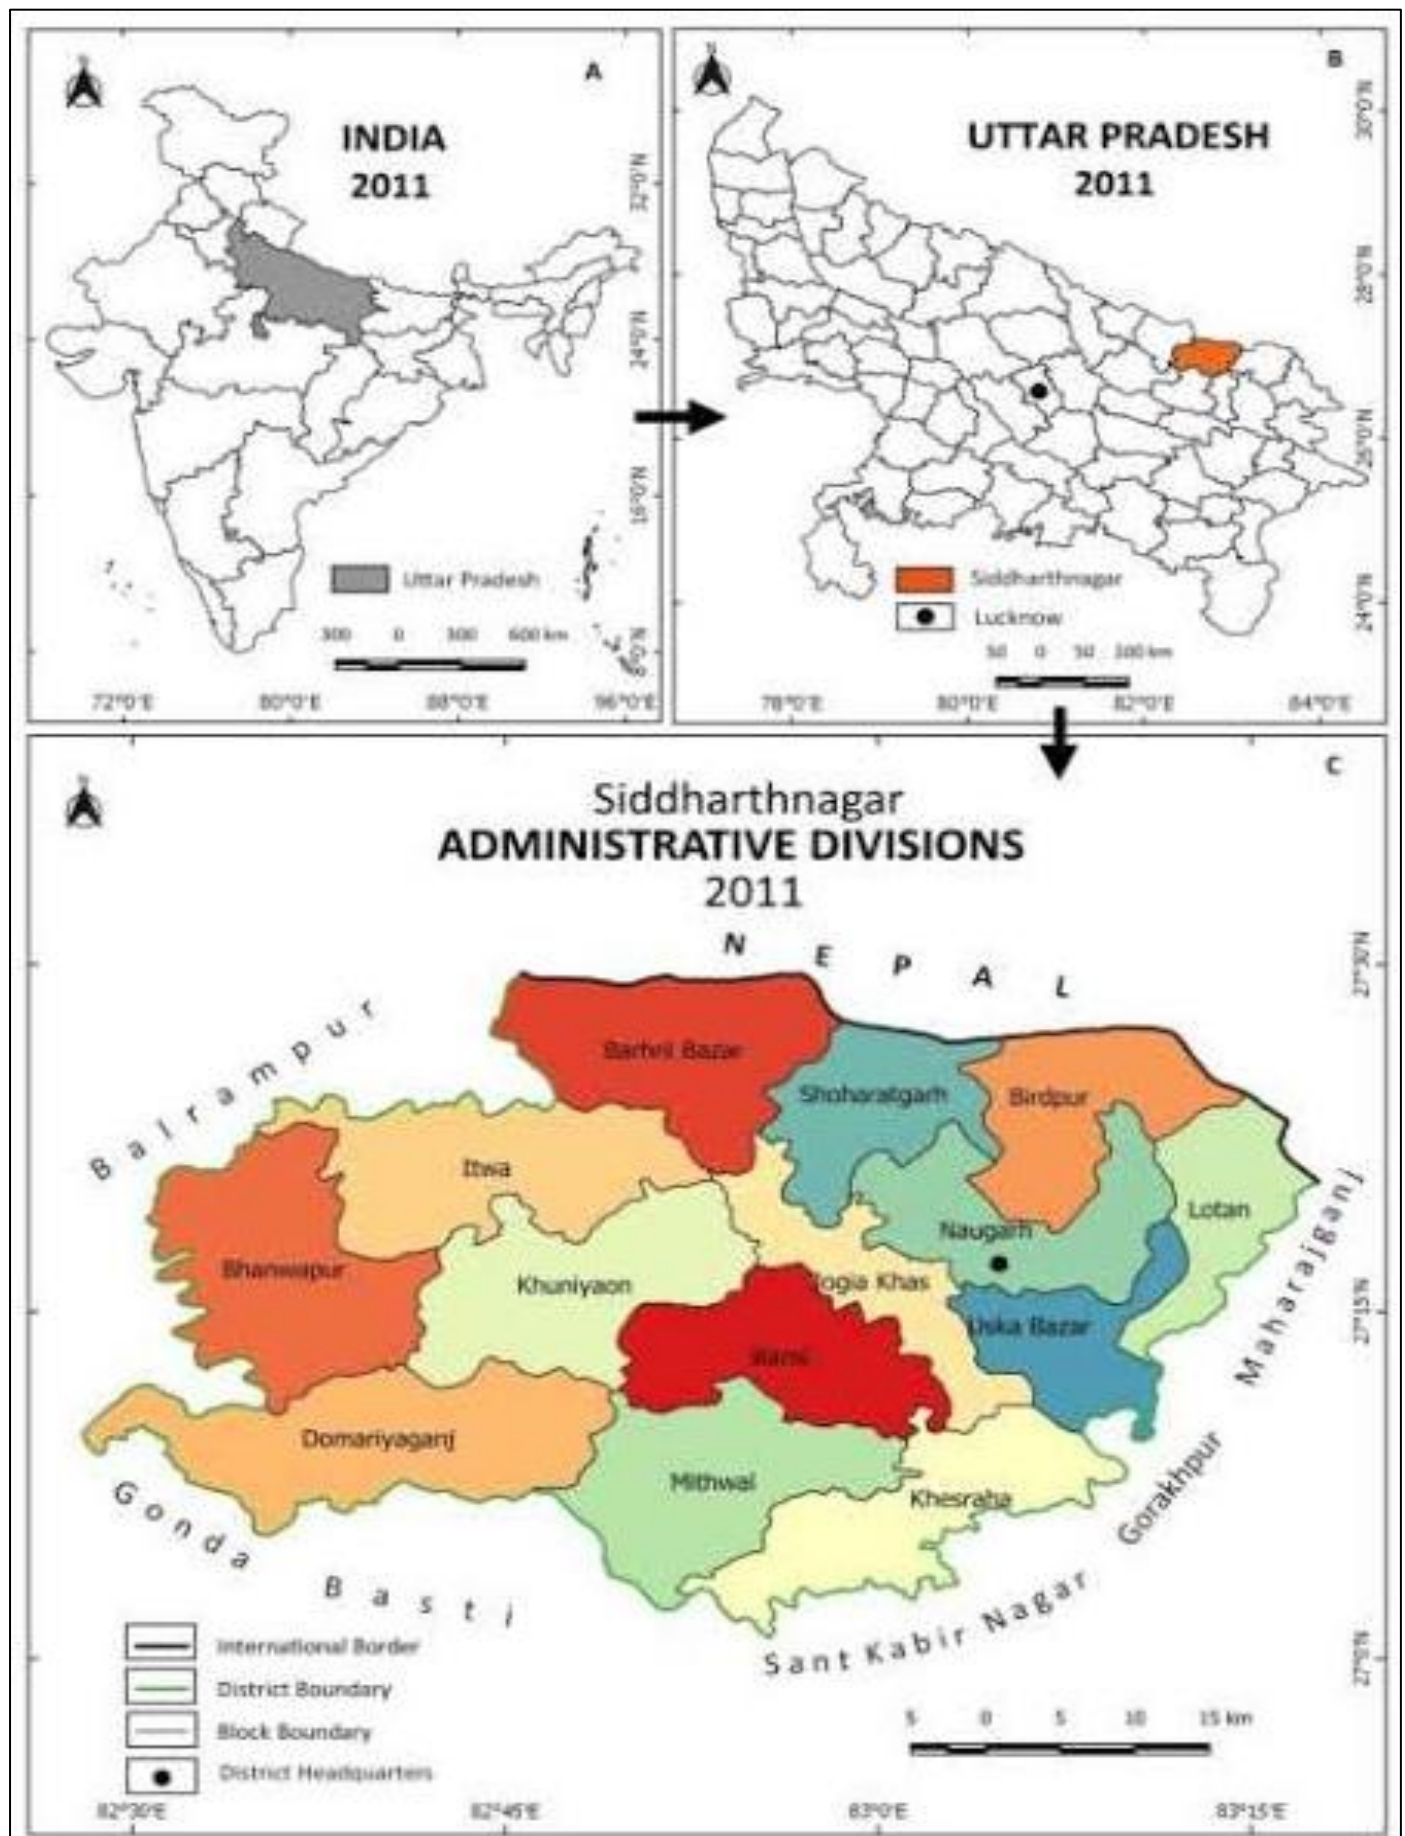 N
A
INDIA
2011
32°0'N
24°0'N
16°0'N
8°0'N
Uttar Pradesh
300 0 300 600 km
72°0'E 80°0'E 88°0'E 96°0'E
N
B
UTTAR PRADESH
2011
30°0'N
28°0'N
26°0'N
24°0'N
Siddharthnagar
Lucknow
50 0 50 100 km
78°0'E 80°0'E 82°0'E 84°0'E
N
C
Siddharthnagar
ADMINISTRATIVE DIVISIONS
2011
NEPAL
27°30'N
Balrampur
Barhni Bazar
Shoharatgarh
Birdpur
Itwa
Lotan
Naugarh
Bhanwapur
Khuniyaon
Jogia Khas
27°15'N
Uska Bazar
Bansi
Maharajganj
Domariyaganj
Mithwal
Khesraha
Gorakhpur
Gonda
Basti
Sant Kabir Nagar
27°0'N
International Border
District Boundary
Block Boundary
District Headquarters
5 0 5 10 15 km
82°30'E 82°45'E 83°0'E 83°15'E